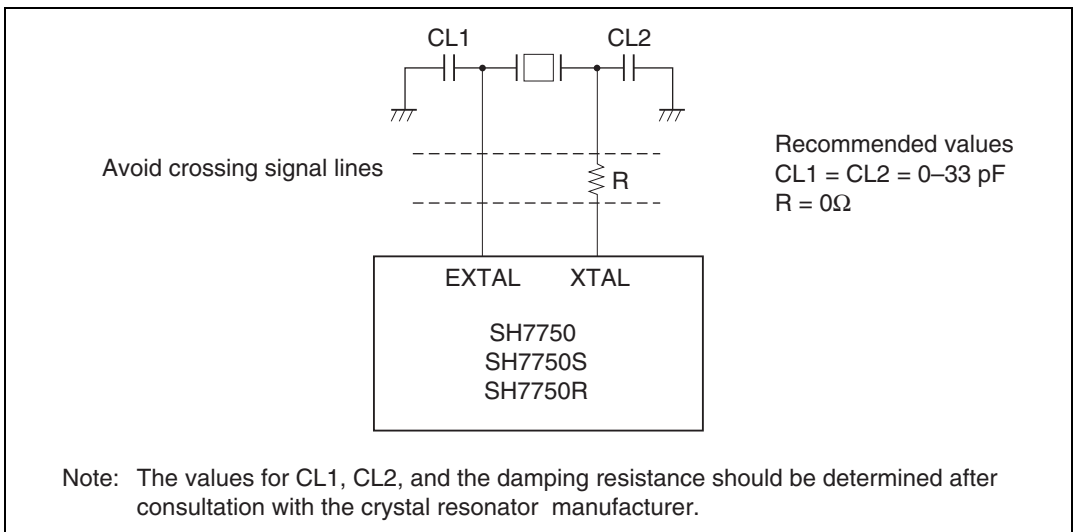 CL1 CL2
Avoid crossing signal lines
R
Recommended values
CL1 = CL2 = 0–33 pF
R = 0Ω
EXTAL XTAL
SH7750
SH7750S
SH7750R
Note: The values for CL1, CL2, and the damping resistance should be determined after
consultation with the crystal resonator manufacturer.